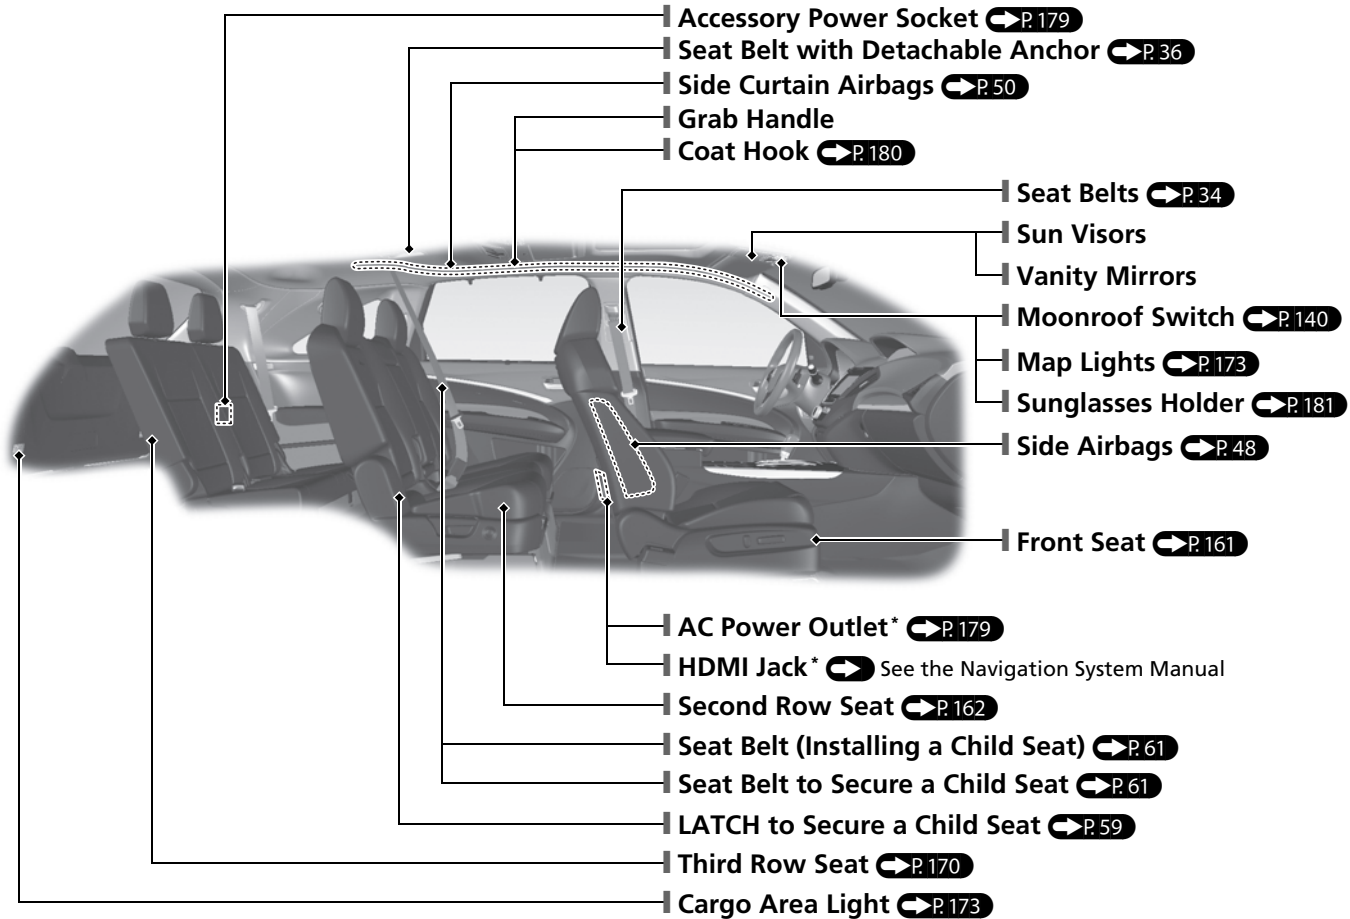 Accessory Power Socket P. 179
Seat Belt with Detachable Anchor P. 36
Side Curtain Airbags P. 50
Grab Handle
Coat Hook P. 180
Seat Belts P. 34
Sun Visors
Vanity Mirrors
Moonroof Switch P. 140
Map Lights P. 173
Sunglasses Holder P. 181
Side Airbags P. 48
Front Seat P. 161
AC Power Outlet* P. 179
HDMI Jack* See the Navigation System Manual
Second Row Seat P. 162
Seat Belt (Installing a Child Seat) P. 61
Seat Belt to Secure a Child Seat P. 61
LATCH to Secure a Child Seat P. 59
Third Row Seat P. 170
Cargo Area Light P. 173